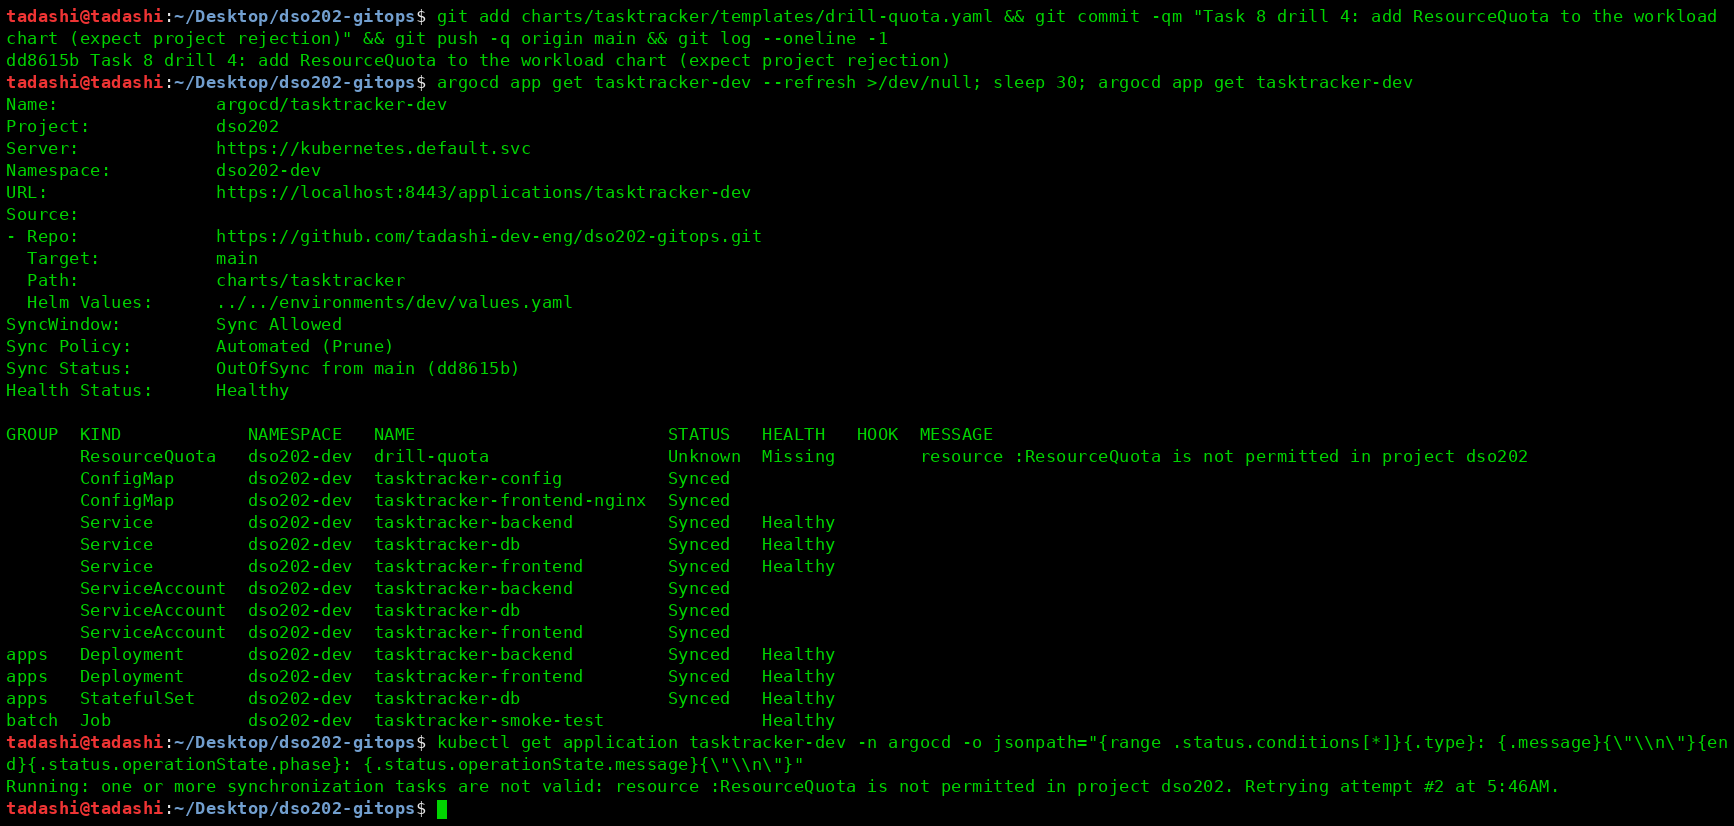 tadashi@tadashi:~/Desktop/dso202-gitops$ git add charts/tasktracker/templates/drill-quota.yaml && git commit -qm "Task 8 drill 4: add ResourceQuota to the workload
chart (expect project rejection)" && git push -q origin main && git log --oneline -1
dd8615b Task 8 drill 4: add ResourceQuota to the workload chart (expect project rejection)
tadashi@tadashi:~/Desktop/dso202-gitops$ argocd app get tasktracker-dev --refresh >/dev/null; sleep 30; argocd app get tasktracker-dev
Name:               argocd/tasktracker-dev
Project:            dso202
Server:             https://kubernetes.default.svc
Namespace:          dso202-dev
URL:                https://localhost:8443/applications/tasktracker-dev
Source:
- Repo:             https://github.com/tadashi-dev-eng/dso202-gitops.git
  Target:           main
  Path:             charts/tasktracker
  Helm Values:      ../../environments/dev/values.yaml
SyncWindow:         Sync Allowed
Sync Policy:        Automated (Prune)
Sync Status:        OutOfSync from main (dd8615b)
Health Status:      Healthy

GROUP  KIND            NAMESPACE   NAME                        STATUS   HEALTH   HOOK  MESSAGE
       ResourceQuota   dso202-dev  drill-quota                 Unknown  Missing        resource :ResourceQuota is not permitted in project dso202
       ConfigMap       dso202-dev  tasktracker-config          Synced
       ConfigMap       dso202-dev  tasktracker-frontend-nginx  Synced
       Service         dso202-dev  tasktracker-backend         Synced   Healthy
       Service         dso202-dev  tasktracker-db              Synced   Healthy
       Service         dso202-dev  tasktracker-frontend        Synced   Healthy
       ServiceAccount  dso202-dev  tasktracker-backend         Synced
       ServiceAccount  dso202-dev  tasktracker-db              Synced
       ServiceAccount  dso202-dev  tasktracker-frontend        Synced
apps   Deployment      dso202-dev  tasktracker-backend         Synced   Healthy
apps   Deployment      dso202-dev  tasktracker-frontend        Synced   Healthy
apps   StatefulSet     dso202-dev  tasktracker-db              Synced   Healthy
batch  Job             dso202-dev  tasktracker-smoke-test               Healthy
tadashi@tadashi:~/Desktop/dso202-gitops$ kubectl get application tasktracker-dev -n argocd -o jsonpath="{range .status.conditions[*]}{.type}: {.message}{\"\\n\"}{en
d}{.status.operationState.phase}: {.status.operationState.message}{\"\\n\"}"
Running: one or more synchronization tasks are not valid: resource :ResourceQuota is not permitted in project dso202. Retrying attempt #2 at 5:46AM.
tadashi@tadashi:~/Desktop/dso202-gitops$